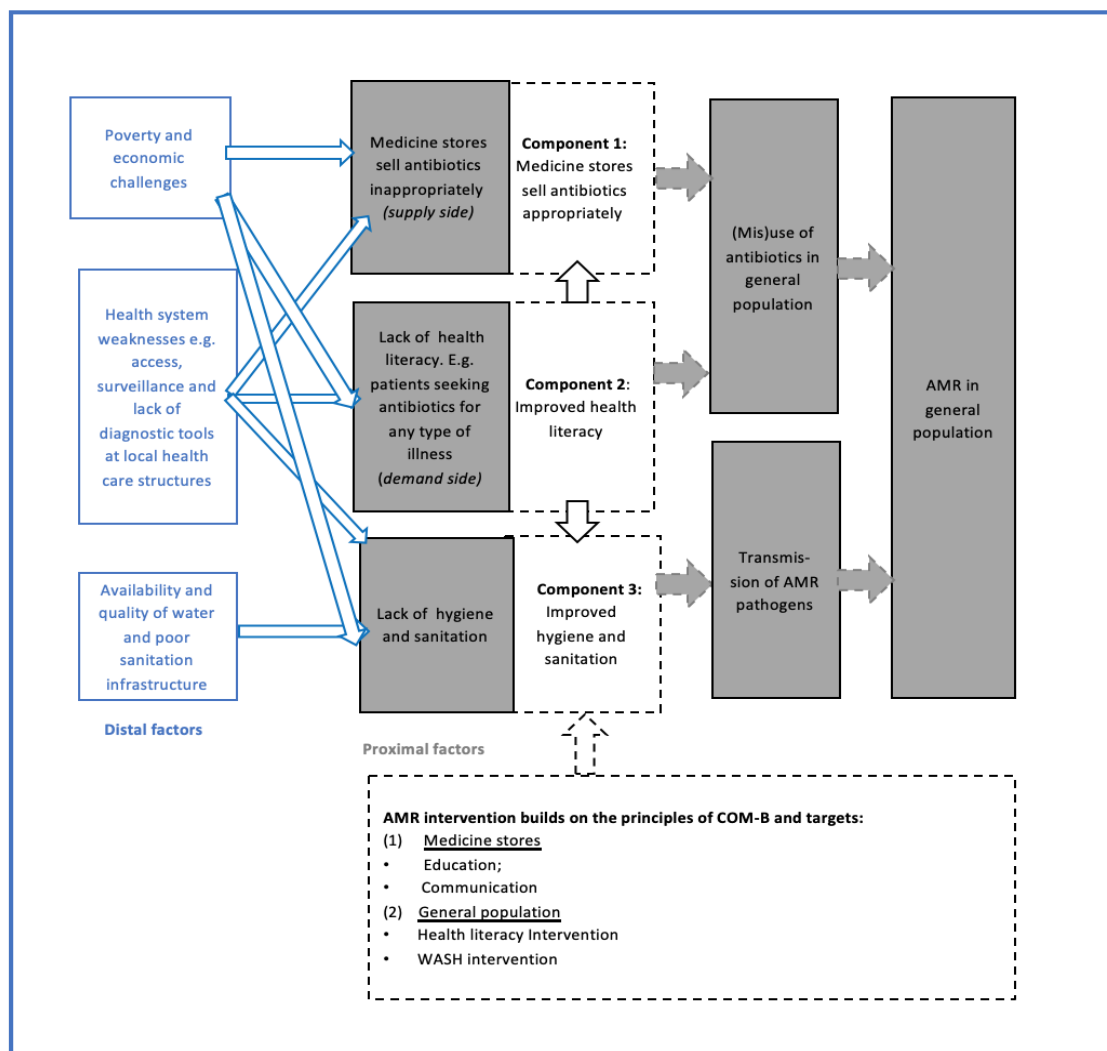 Poverty and
economic
challenges
Health system
weaknesses e.g.
access,
surveillance and
lack of
diagnostic tools
at local health
care structures
Availability and
quality of water
and poor
sanitation
infrastructure
Distal factors
Medicine stores
sell antibiotics
inappropriately
(supply side)
Component 1:
Medicine stores
sell antibiotics
appropriately
Lack of health
literacy. E.g.
patients seeking
antibiotics for
any type of
illness
(demand side)
Component 2:
Improved health
literacy
Lack of hygiene
and sanitation
Component 3:
Improved
hygiene and
sanitation
Proximal factors
(Mis)use of
antibiotics in
general
population
Transmis-
sion of AMR
pathogens
AMR in
general
population
AMR intervention builds on the principles of COM-B and targets:
(1) Medicine stores
• Education;
• Communication
(2) General population
• Health literacy Intervention
• WASH intervention